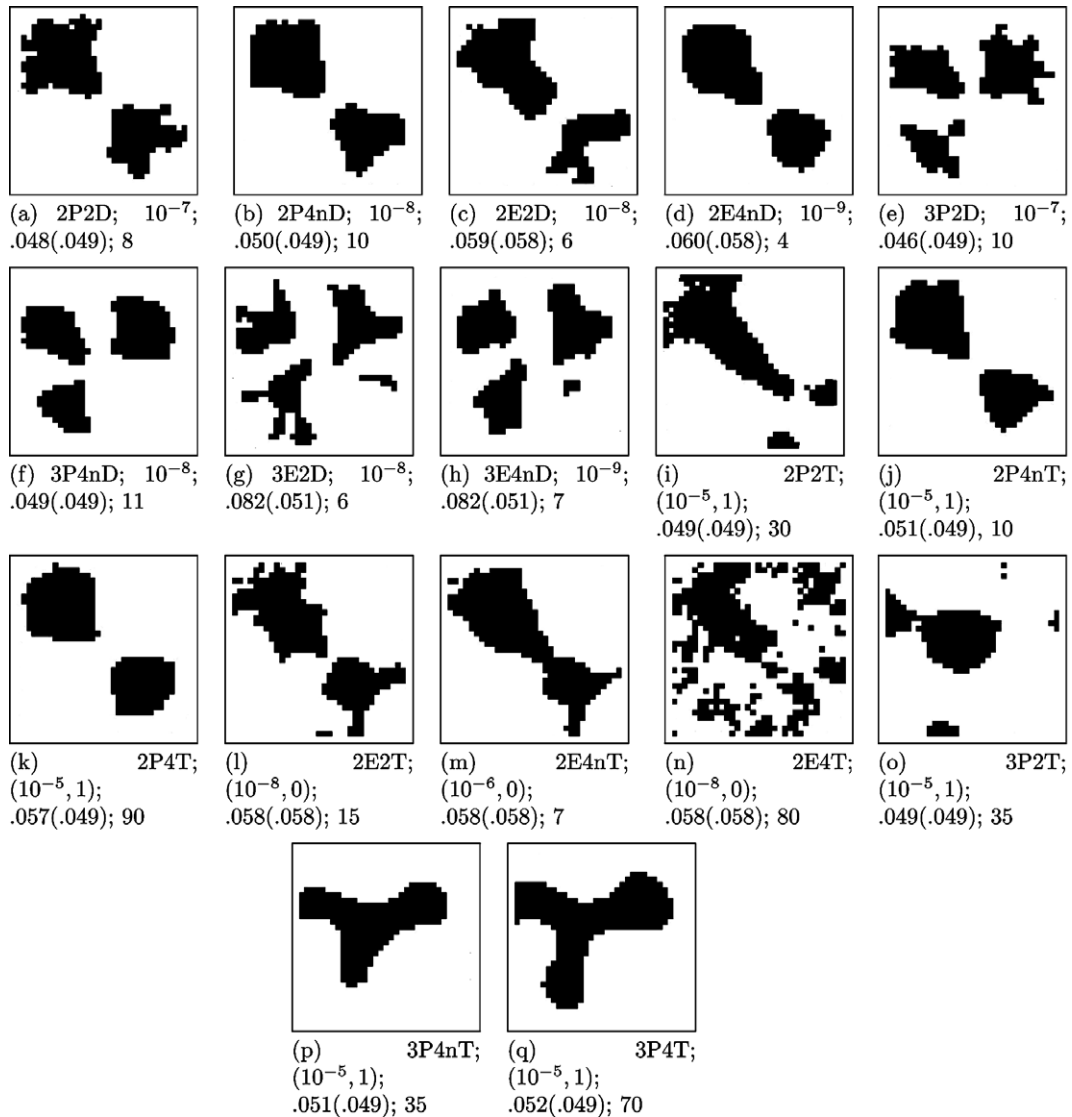 (a) 2P2D; 10⁻⁷;
.048(.049); 8
(b) 2P4nD; 10⁻⁸;
.050(.049); 10
(c) 2E2D; 10⁻⁸;
.059(.058); 6
(d) 2E4nD; 10⁻⁹;
.060(.058); 4
(e) 3P2D; 10⁻⁷;
.046(.049); 10
(f) 3P4nD; 10⁻⁸;
.049(.049); 11
(g) 3E2D; 10⁻⁸;
.082(.051); 6
(h) 3E4nD; 10⁻⁹;
.082(.051); 7
(i) 2P2T;
(10⁻⁵, 1);
.049(.049); 30
(j) 2P4nT;
(10⁻⁵, 1);
.051(.049), 10
(k) 2P4T;
(10⁻⁵, 1);
.057(.049); 90
(l) 2E2T;
(10⁻⁸, 0);
.058(.058); 15
(m) 2E4nT;
(10⁻⁶, 0);
.058(.058); 7
(n) 2E4T;
(10⁻⁸, 0);
.058(.058); 80
(o) 3P2T;
(10⁻⁵, 1);
.049(.049); 35
(p) 3P4nT;
(10⁻⁵, 1);
.051(.049); 35
(q) 3P4T;
(10⁻⁵, 1);
.052(.049); 70